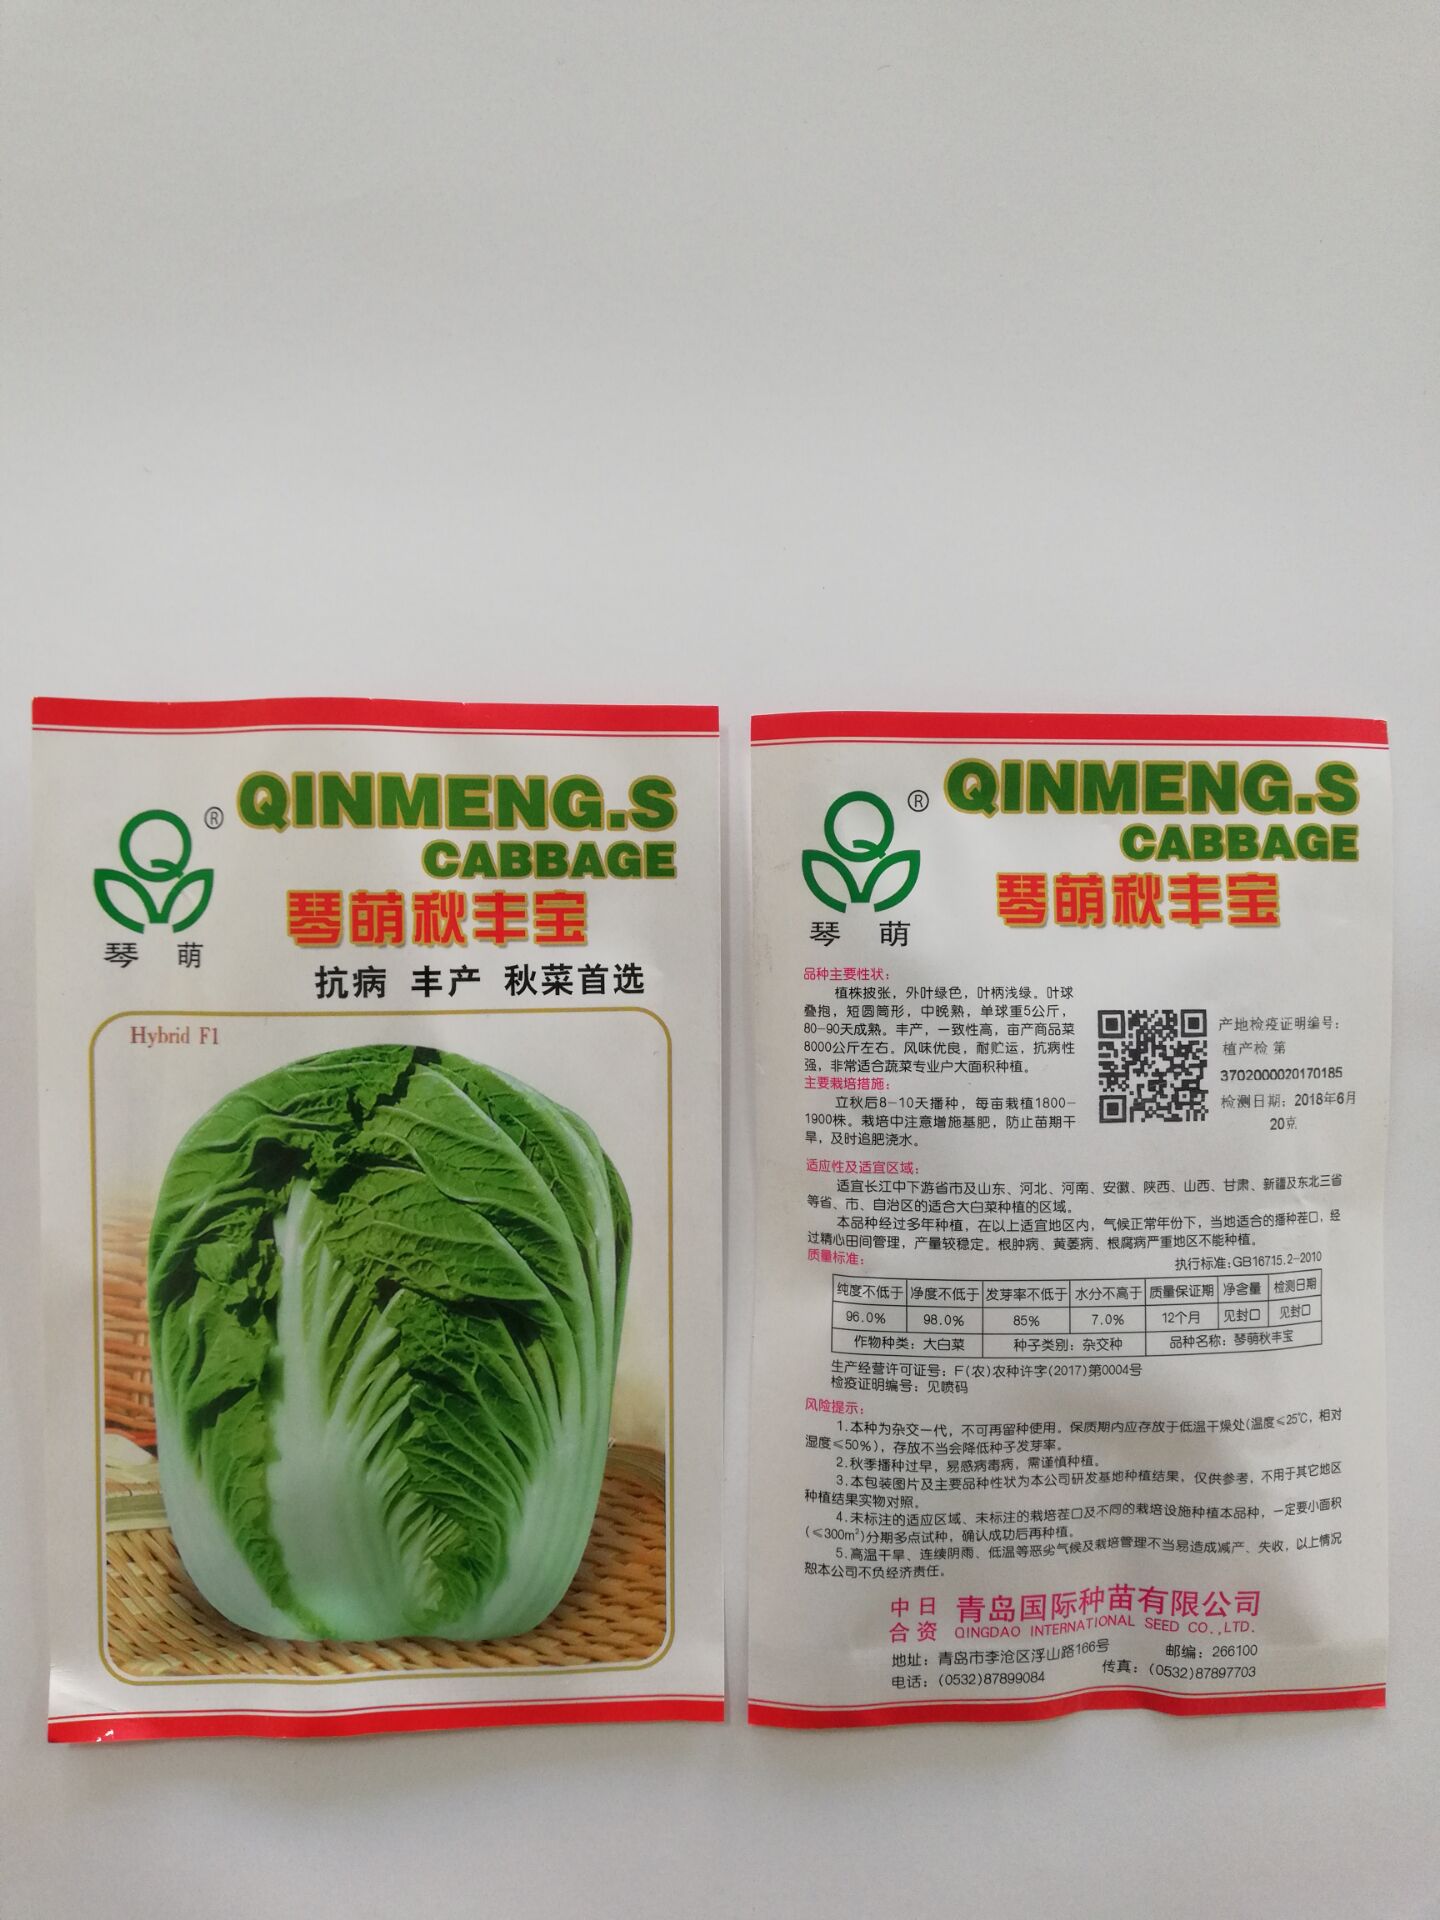 QINMENG.S
®
CABBAGE
琴萌秋丰宝
琴 萌
抗病 丰产 秋菜首选
Hybrid F1
QINMENG.S
®
CABBAGE
琴萌秋丰宝
琴 萌
品种主要性状：
植株披张，外叶绿色，叶柄浅绿。叶球
叠抱，短圆筒形，中晚熟，单球重5公斤，
80-90天成熟。丰产，一致性高，亩产商品菜
8000公斤左右。风味优良，耐贮运，抗病性
强，非常适合蔬菜专业户大面积种植。
主要栽培措施：
立秋后8-10天播种，每亩栽植1800-
1900株。栽培中注意增施基肥，防止苗期干
旱，及时追肥浇水。
产地检疫证明编号：
植产检 第
3702000020170185
检测日期：2018年6月
20克
适应性及适宜区域：
适宜长江中下游省市及山东、河北、河南、安徽、陕西、山西、甘肃、新疆及东北三省
等省、市、自治区的适合大白菜种植的区域。
本品种经过多年种植，在以上适宜地区内，气候正常年份下，当地适合的播种茬口，经
过精心田间管理，产量较稳定。根肿病、黄萎病、根腐病严重地区不能种植。
质量标准：
执行标准：GB16715.2-2010
纯度不低于 净度不低于 发芽率不低于 水分不高于 质量保证期 净含量 检测日期
96.0% 98.0% 85% 7.0% 12个月 见封口 见封口
作物种类：大白菜 种子类别：杂交种 品种名称：琴萌秋丰宝
生产经营许可证号：F(农)农种许字(2017)第0004号
检疫证明编号：见喷码
风险提示：
1.本种为杂交一代，不可再留种使用。保质期内应存放于低温干燥处(温度≤25℃，相对
湿度≤50%)，存放不当会降低种子发芽率。
2.秋季播种过早，易感病毒病，需谨慎种植。
3.本包装图片及主要品种性状为本公司研发基地种植结果，仅供参考，不用于其它地区
种植结果实物对照。
4.未标注的适应区域、未标注的栽培茬口及不同的栽培设施种植本品种，一定要小面积
(≤300m²)分期多点试种，确认成功后再种植。
5.高温干旱、连续阴雨、低温等恶劣气候及栽培管理不当易造成减产、失收，以上情况
恕本公司不负经济责任。
中日 青岛国际种苗有限公司
合资 QINGDAO INTERNATIONAL SEED CO.,LTD.
地址：青岛市李沧区浮山路166号 邮编：266100
电话：(0532)87899084 传真：(0532)87897703